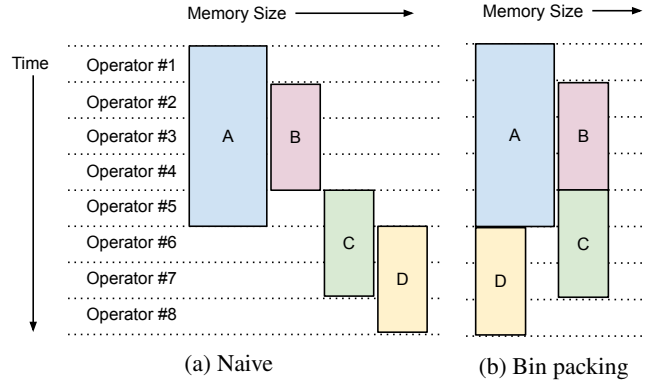 Memory Size
Memory Size
Time
Operator #1
Operator #2
Operator #3
Operator #4
Operator #5
Operator #6
Operator #7
Operator #8
A
B
C
D
A
B
C
D
(a) Naive
(b) Bin packing